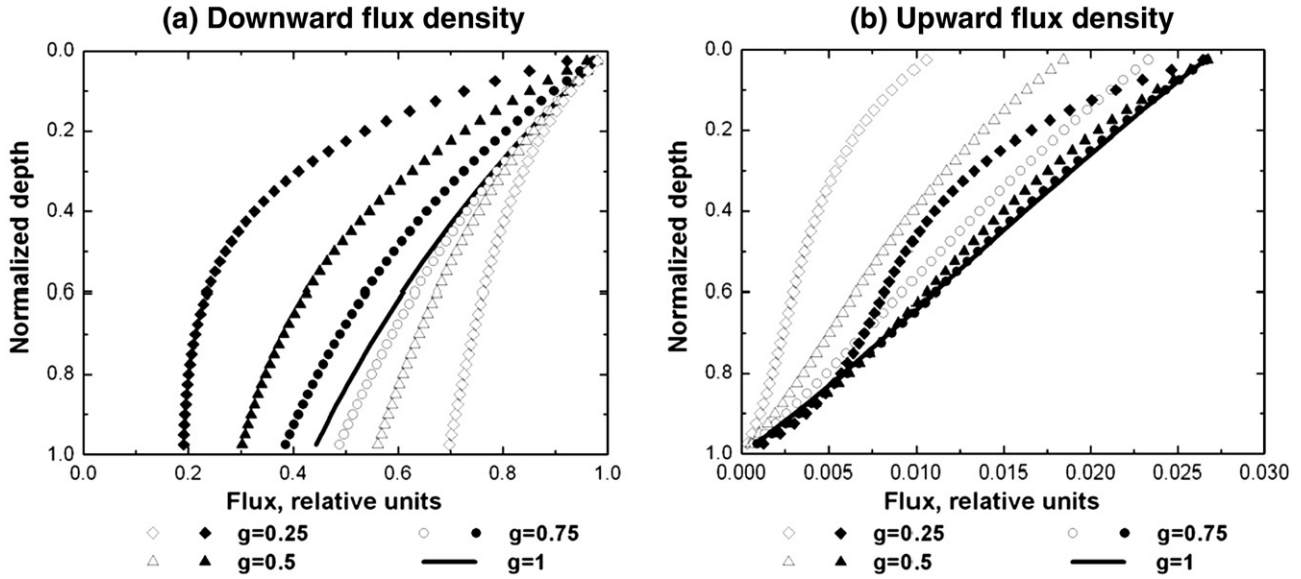 (a) Downward flux density
Normalized depth
0.0
0.2
0.4
0.6
0.8
1.0
0.0 0.2 0.4 0.6 0.8 1.0
Flux, relative units
g=0.25 g=0.75
g=0.5 g=1
(b) Upward flux density
Normalized depth
0.0
0.2
0.4
0.6
0.8
1.0
0.000 0.005 0.010 0.015 0.020 0.025 0.030
Flux, relative units
g=0.25 g=0.75
g=0.5 g=1